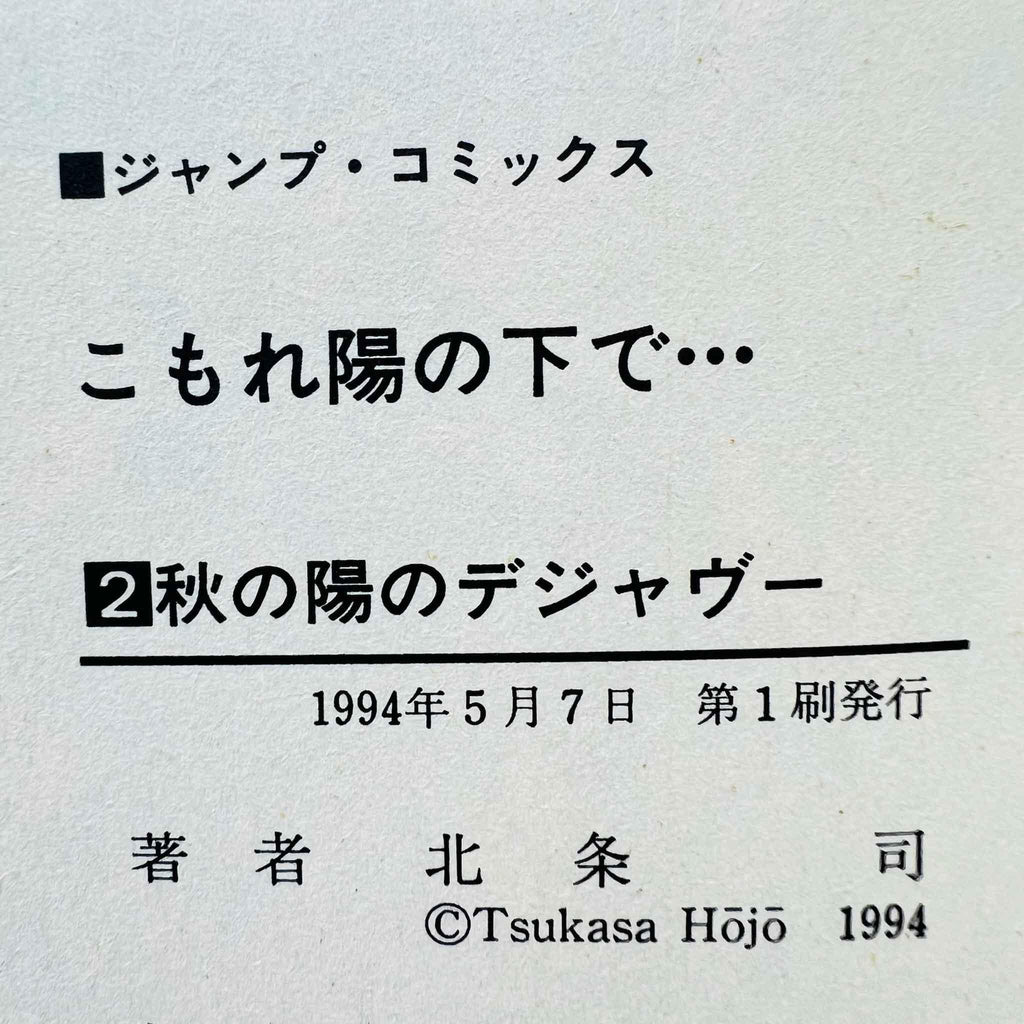 ■ジャンプ・コミックス
こもれ陽の下で…
2秋の陽のデジャヴー
1994年5月7日 第1刷発行
著者 北条 司
©Tsukasa Hōjō 1994